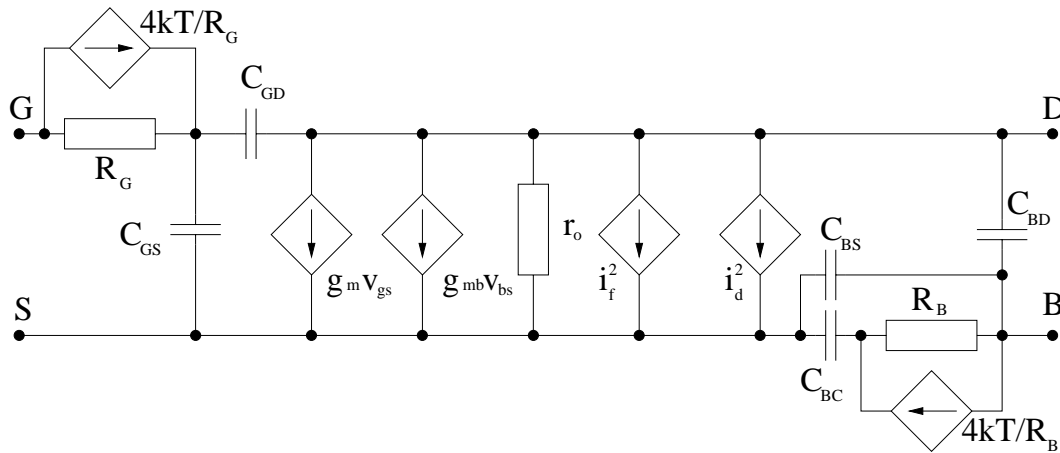 4kT/R_G
C_GD
G
D
R_G
C_GS
g_m v_gs
g_mb v_bs
r_o
i_f^2
i_d^2
C_BS
C_BD
S
R_B
B
C_BC
4kT/R_B